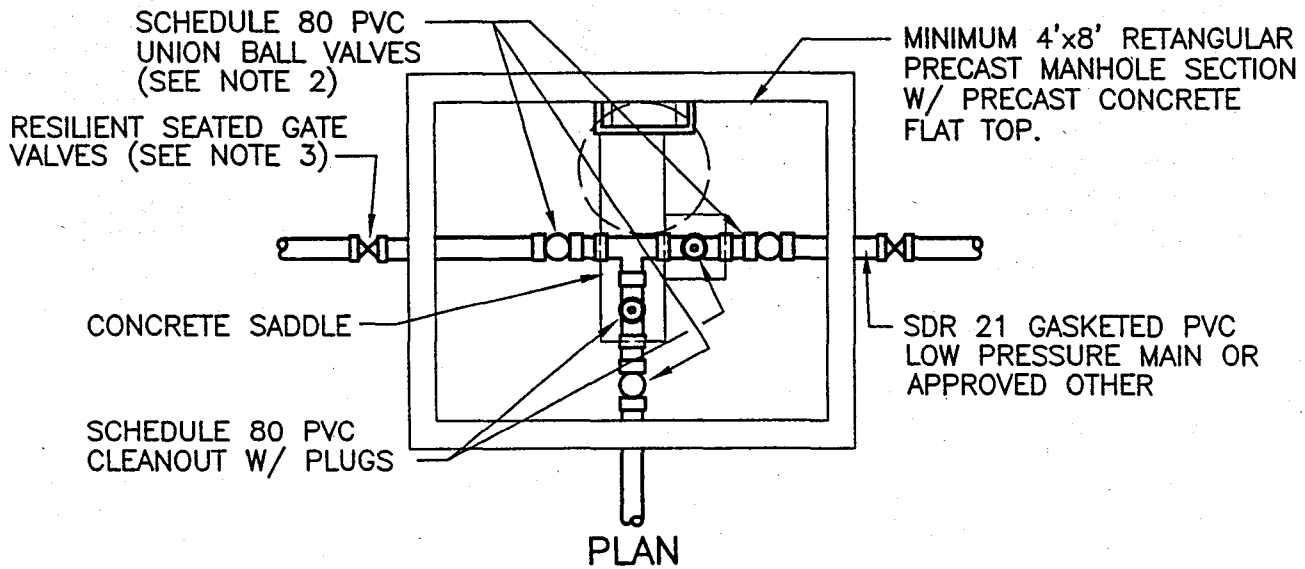 SCHEDULE 80 PVC
UNION BALL VALVES
(SEE NOTE 2)
RESILIENT SEATED GATE
VALVES (SEE NOTE 3)
CONCRETE SADDLE
SCHEDULE 80 PVC
CLEANOUT W/ PLUGS
MINIMUM 4'x8' RETANGULAR
PRECAST MANHOLE SECTION
W/ PRECAST CONCRETE
FLAT TOP.
SDR 21 GASKETED PVC
LOW PRESSURE MAIN OR
APPROVED OTHER
PLAN